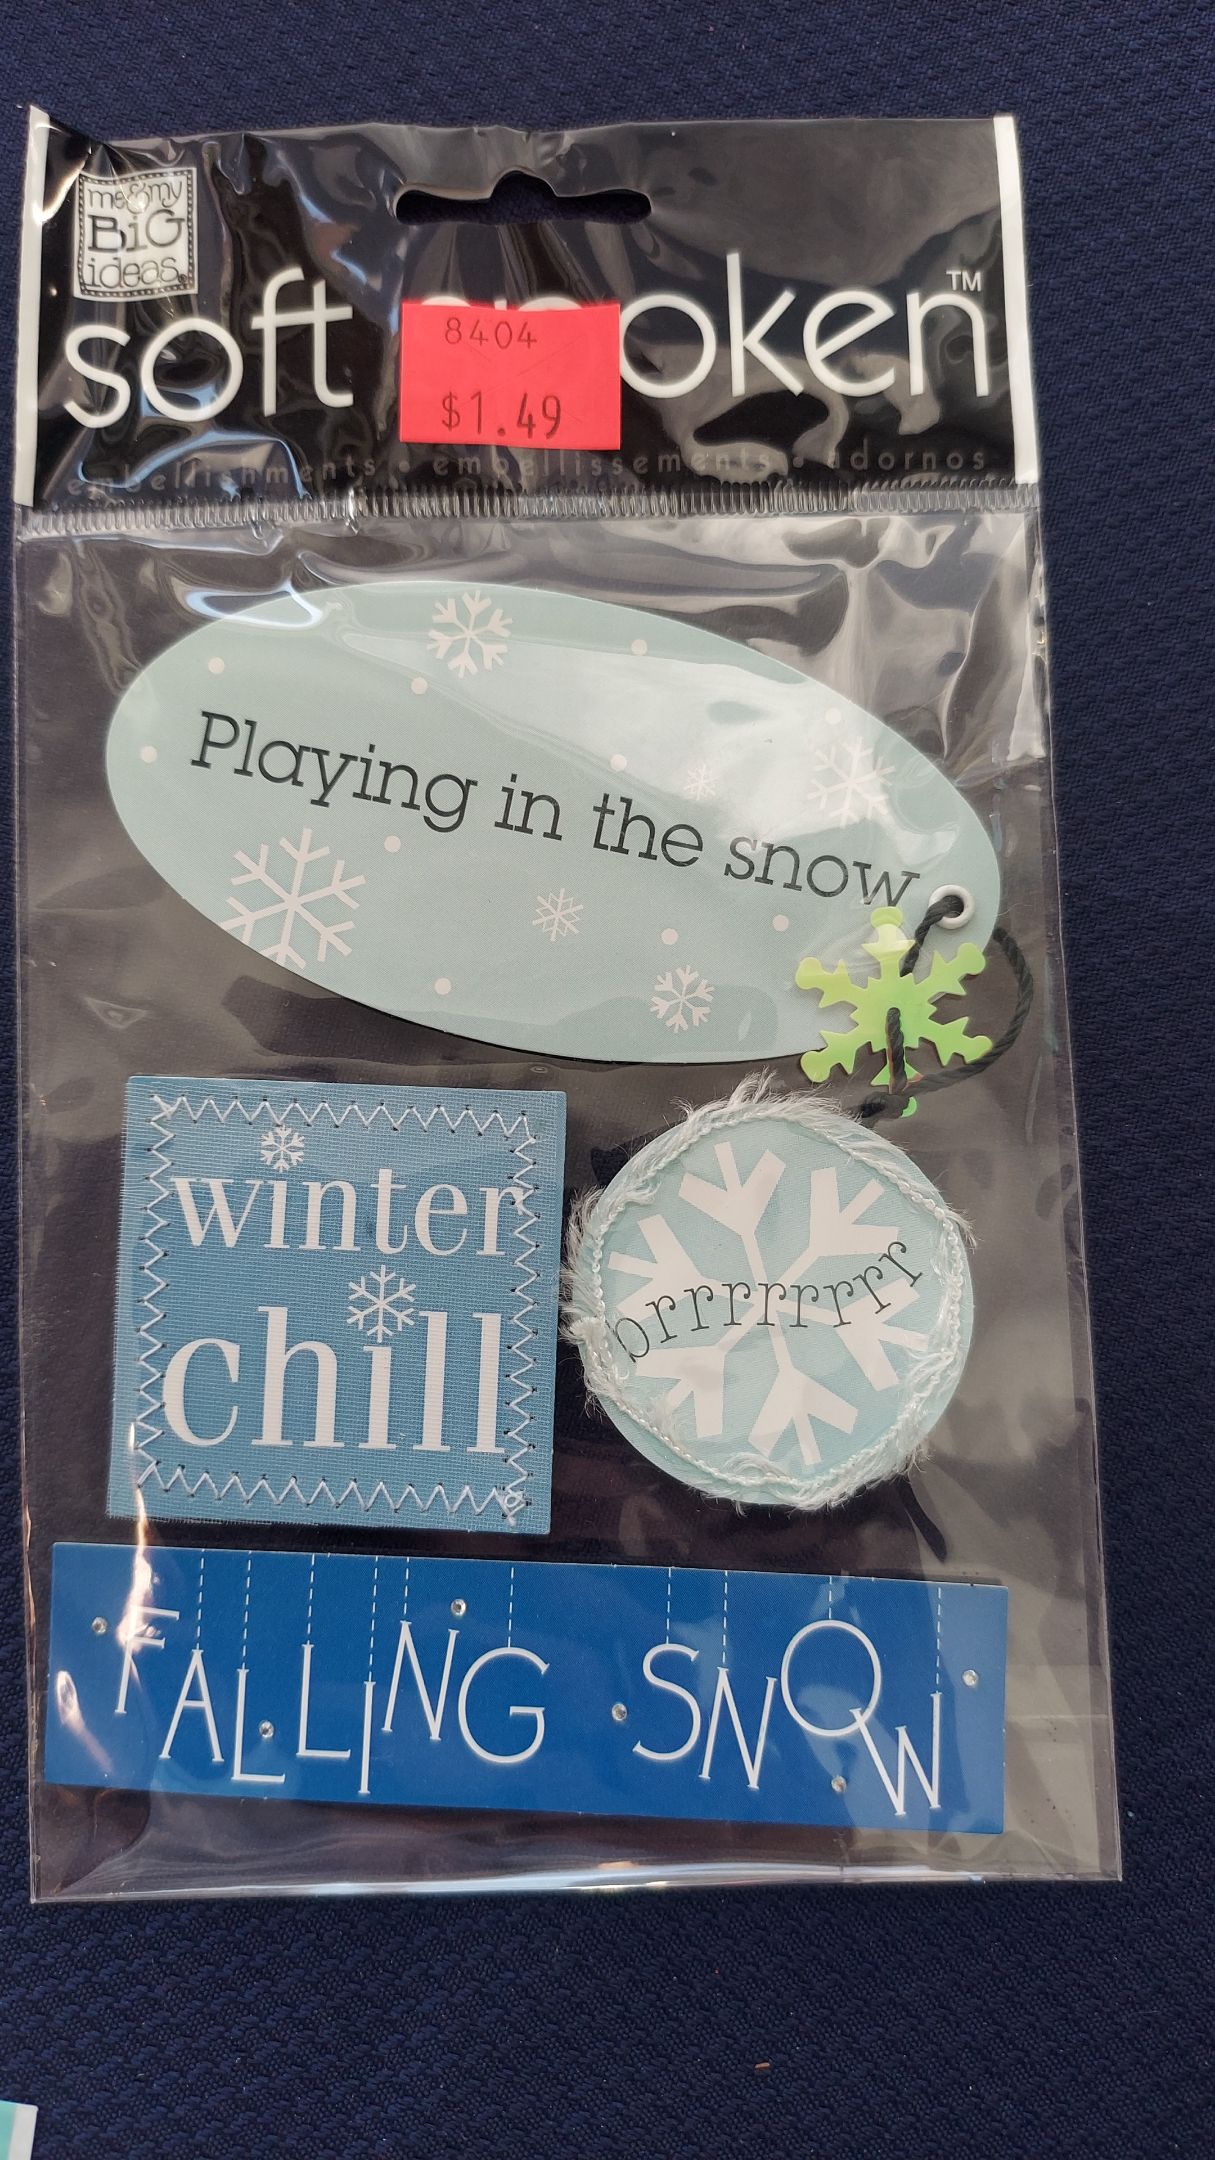 me & my
BiG
ideas®
soft spoken™
8404
$1.49
embellishments • embellissements • adornos
Playing in the snow
winter
chill
brrrrrrrr
FALLING SNOW